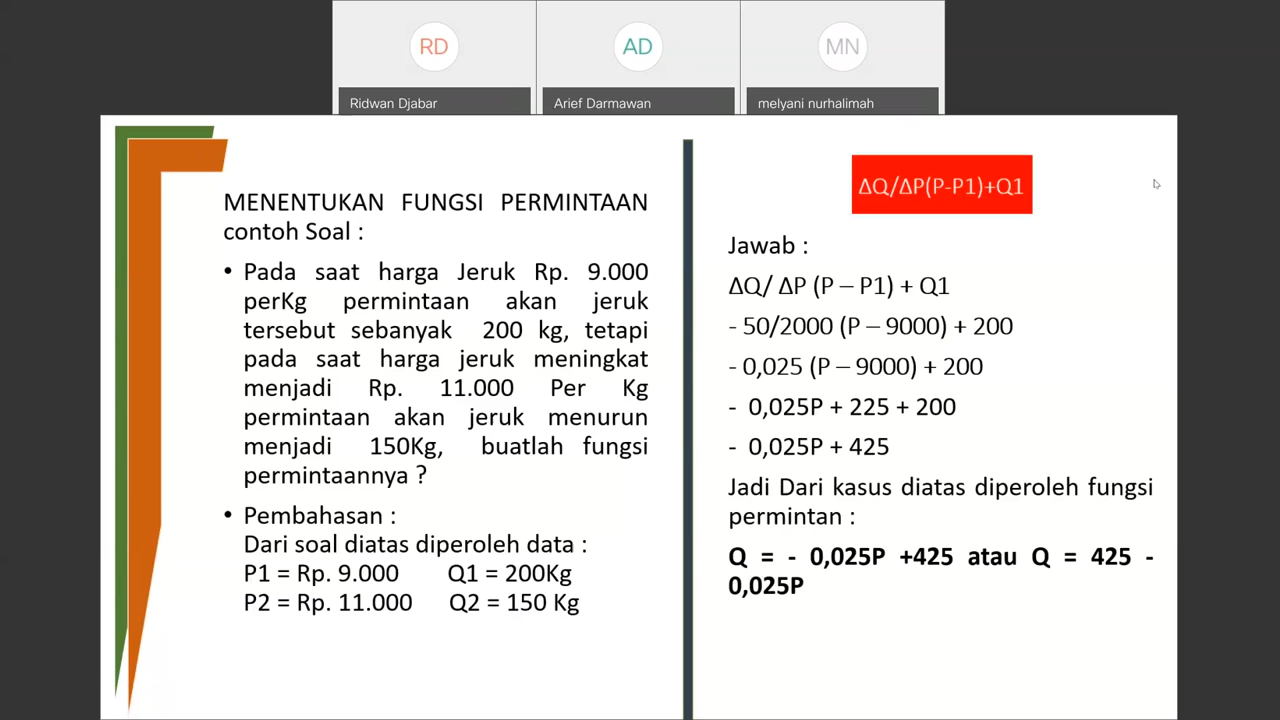 RD
AD
MN
Ridwan Djabar
Arief Darmawan
melyani nurhalimah
MENENTUKAN FUNGSI PERMINTAAN
contoh Soal :
• Pada saat harga Jeruk Rp. 9.000
perKg permintaan akan jeruk
tersebut sebanyak 200 kg, tetapi
pada saat harga jeruk meningkat
menjadi Rp. 11.000 Per Kg
permintaan akan jeruk menurun
menjadi 150Kg, buatlah fungsi
permintaannya ?
• Pembahasan :
Dari soal diatas diperoleh data :
P1 = Rp. 9.000 Q1 = 200Kg
P2 = Rp. 11.000 Q2 = 150 Kg
ΔQ/ΔP(P-P1)+Q1
Jawab :
ΔQ/ ΔP (P – P1) + Q1
- 50/2000 (P – 9000) + 200
- 0,025 (P – 9000) + 200
- 0,025P + 225 + 200
- 0,025P + 425
Jadi Dari kasus diatas diperoleh fungsi
permintan :
Q = - 0,025P +425 atau Q = 425 -
0,025P